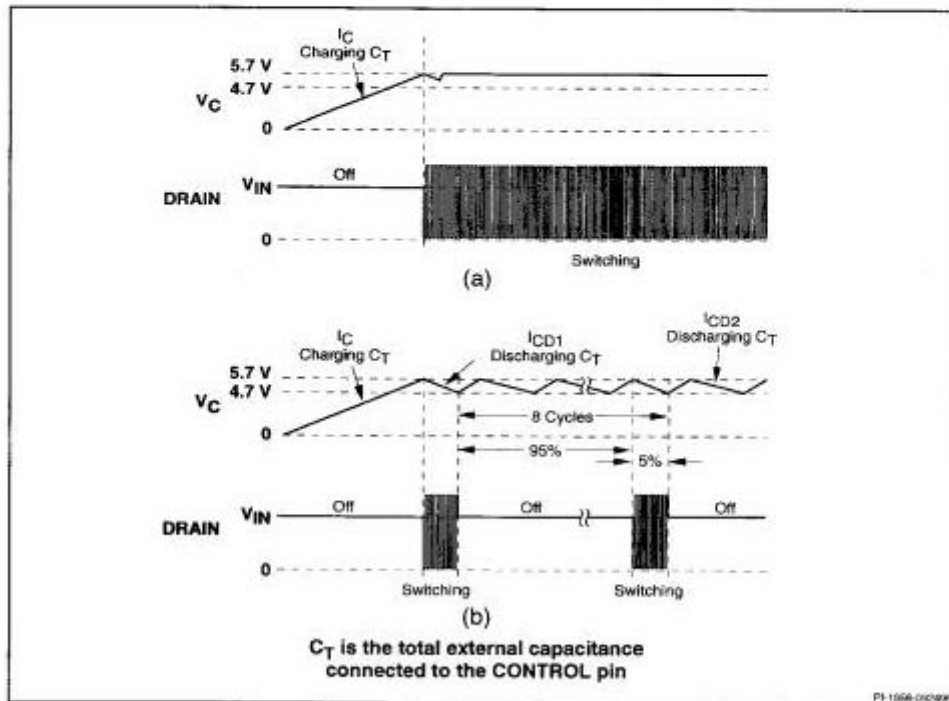 I_C
Charging C_T
5.7 V
4.7 V
V_C
0
Off
V_IN
DRAIN
0
Switching
(a)
I_C
Charging C_T
I_CD1
Discharging C_T
I_CD2
Discharging C_T
5.7 V
4.7 V
V_C
8 Cycles
0
95%
5%
Off
Off
Off
V_IN
DRAIN
0
Switching
Switching
(b)
C_T is the total external capacitance
connected to the CONTROL pin